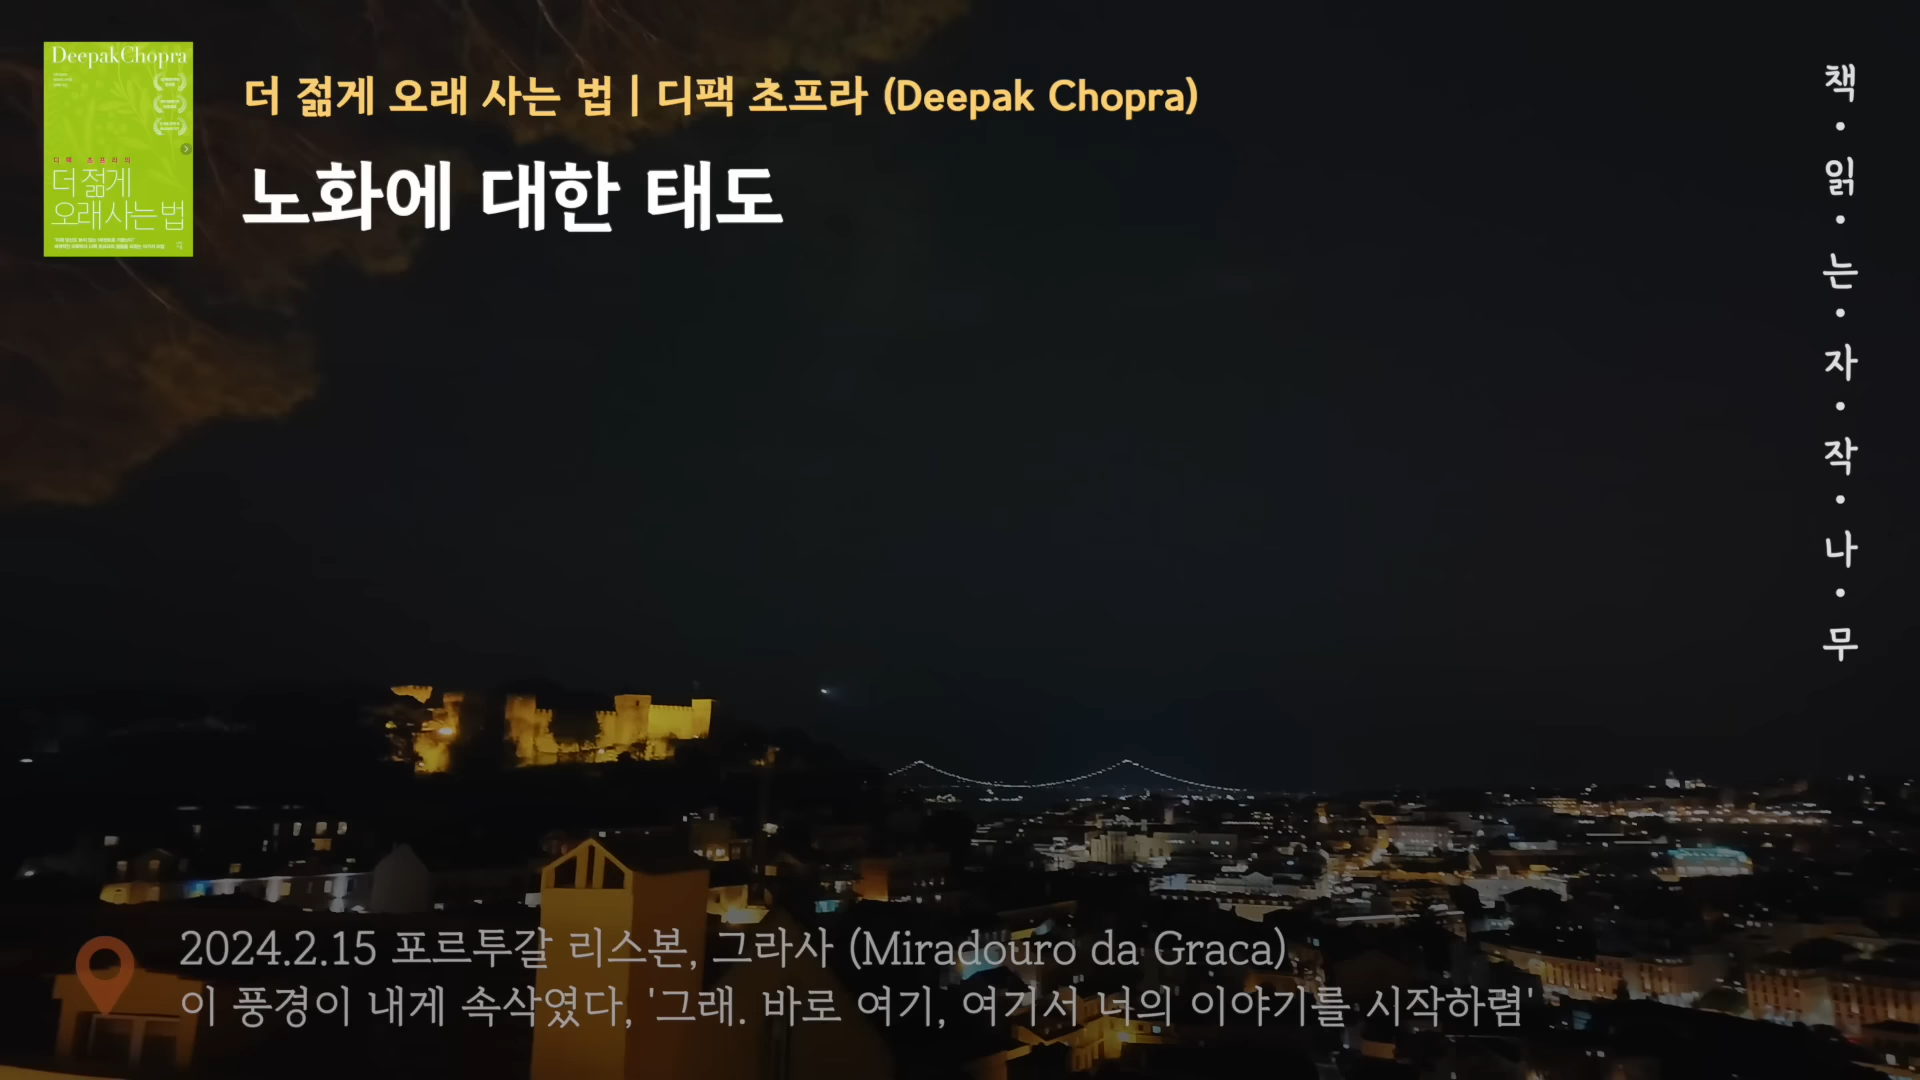 DeepakChopra
디팩 초프라의
더 젊게
오래 사는 법
더 젊게 오래 사는 법 | 디팩 초프라 (Deepak Chopra)
노화에 대한 태도
책·읽·는·자·작·나·무
2024.2.15 포르투갈 리스본, 그라사 (Miradouro da Graca)
이 풍경이 내게 속삭였다, '그래. 바로 여기, 여기서 너의 이야기를 시작하렴'